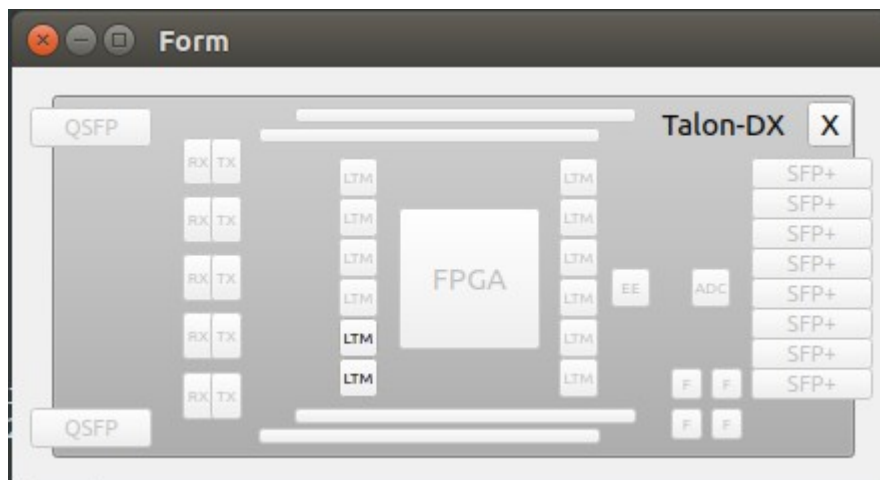 Form
QSFP
Talon-DX X
RX TX
LTM
LTM
SFP+
SFP+
RX TX
LTM
LTM
SFP+
LTM
LTM
SFP+
RX TX
FPGA
EE
ADC
LTM
LTM
SFP+
SFP+
RX TX
LTM
LTM
SFP+
LTM
LTM
F F
SFP+
RX TX
QSFP
F F